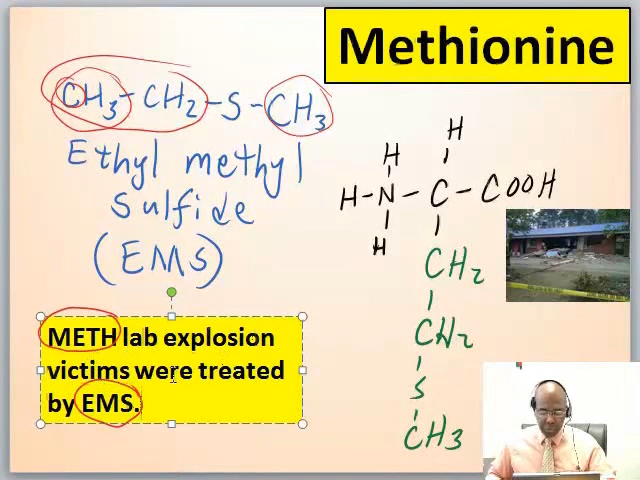 Methionine
CH3-CH2-S-CH3
Ethyl methyl
sulfide
(EMS)
METH lab explosion
victims were treated
by EMS.
H
H
H-N-C-COOH
H
CH2
CH2
S
CH3